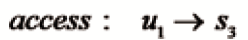 access : u₁ → s₃